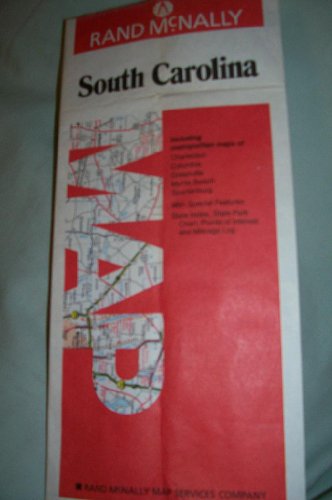 RAND McNALLY
South Carolina
MAP
Including
metropolitan maps of
Charleston
Columbia
Greenville
Myrtle Beach
Spartanburg
Special Features
State Index, State Park
Chart, Points of Interest,
and Mileage Log
RAND McNALLY MAP SERVICES COMPANY